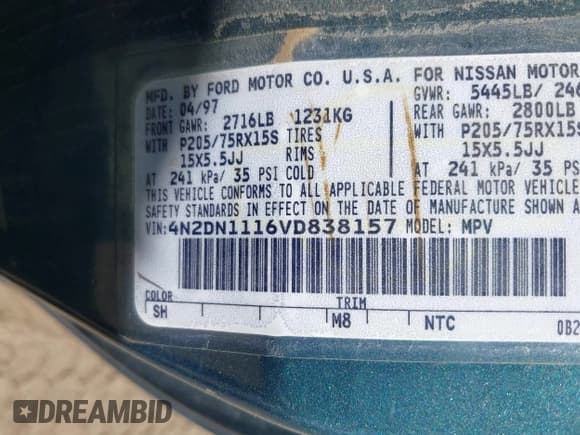 MFD. BY FORD MOTOR CO. U.S.A. FOR NISSAN MOTOR
DATE: 04/97 GVWR: 5445LB/ 246
FRONT GAWR: 2716LB 1231KG REAR GAWR: 2800LB
WITH P205/75RX15S TIRES WITH P205/75RX15S
15X5.5JJ RIMS 15X5.5JJ
AT 241 kPa/ 35 PSI COLD AT 241 kPa/ 35 PSI
THIS VEHICLE CONFORMS TO ALL APPLICABLE FEDERAL MOTOR VEHICLE
SAFETY STANDARDS IN EFFECT ON THE DATE OF MANUFACTURE SHOWN A
VIN: 4N2DN1116VD838157 MODEL: MPV
COLOR TRIM
SH M8 NTC 0B2
DREAMBID